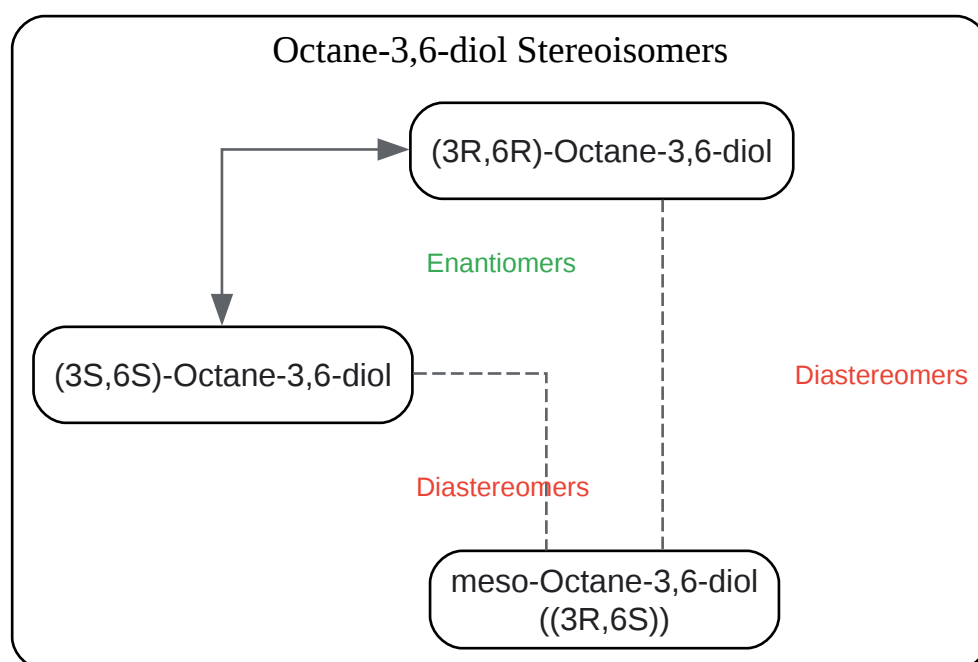 Octane-3,6-diol Stereoisomers
(3R,6R)-Octane-3,6-diol
Enantiomers
(3S,6S)-Octane-3,6-diol
Diastereomers
Diastereomers
meso-Octane-3,6-diol
((3R,6S))